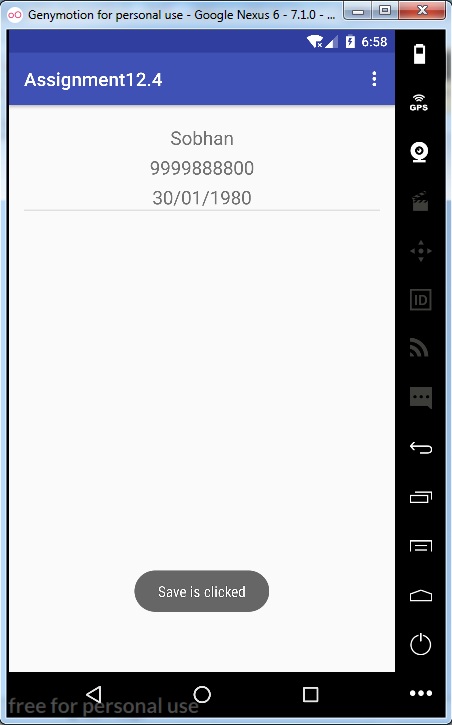 Genymotion for personal use - Google Nexus 6 - 7.1.0 - ...
6:58
Assignment12.4
GPS
Sobhan
9999888800
30/01/1980
ID
Save is clicked
free for personal use